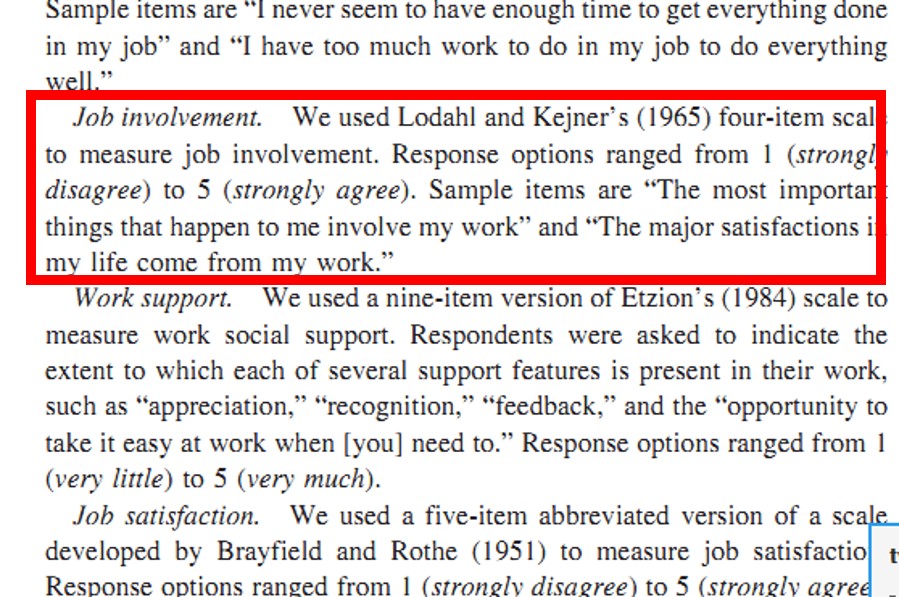 Sample items are “I never seem to have enough time to get everything done
in my job” and “I have too much work to do in my job to do everything
well.”
Job involvement. We used Lodahl and Kejner’s (1965) four-item scale
to measure job involvement. Response options ranged from 1 (strongly
disagree) to 5 (strongly agree). Sample items are “The most important
things that happen to me involve my work” and “The major satisfactions in
my life come from my work.”
Work support. We used a nine-item version of Etzion’s (1984) scale to
measure work social support. Respondents were asked to indicate the
extent to which each of several support features is present in their work,
such as “appreciation,” “recognition,” “feedback,” and the “opportunity to
take it easy at work when [you] need to.” Response options ranged from 1
(very little) to 5 (very much).
Job satisfaction. We used a five-item abbreviated version of a scale
developed by Brayfield and Rothe (1951) to measure job satisfactio
Response options ranged from 1 (strongly disagree) to 5 (strongly agree